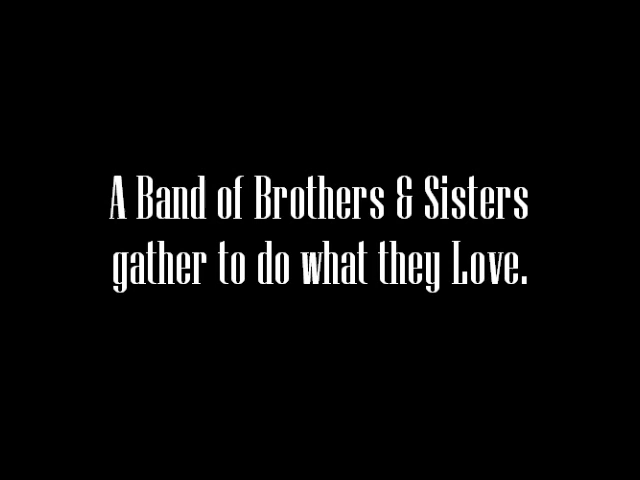 A Band of Brothers & Sisters
gather to do what they Love.